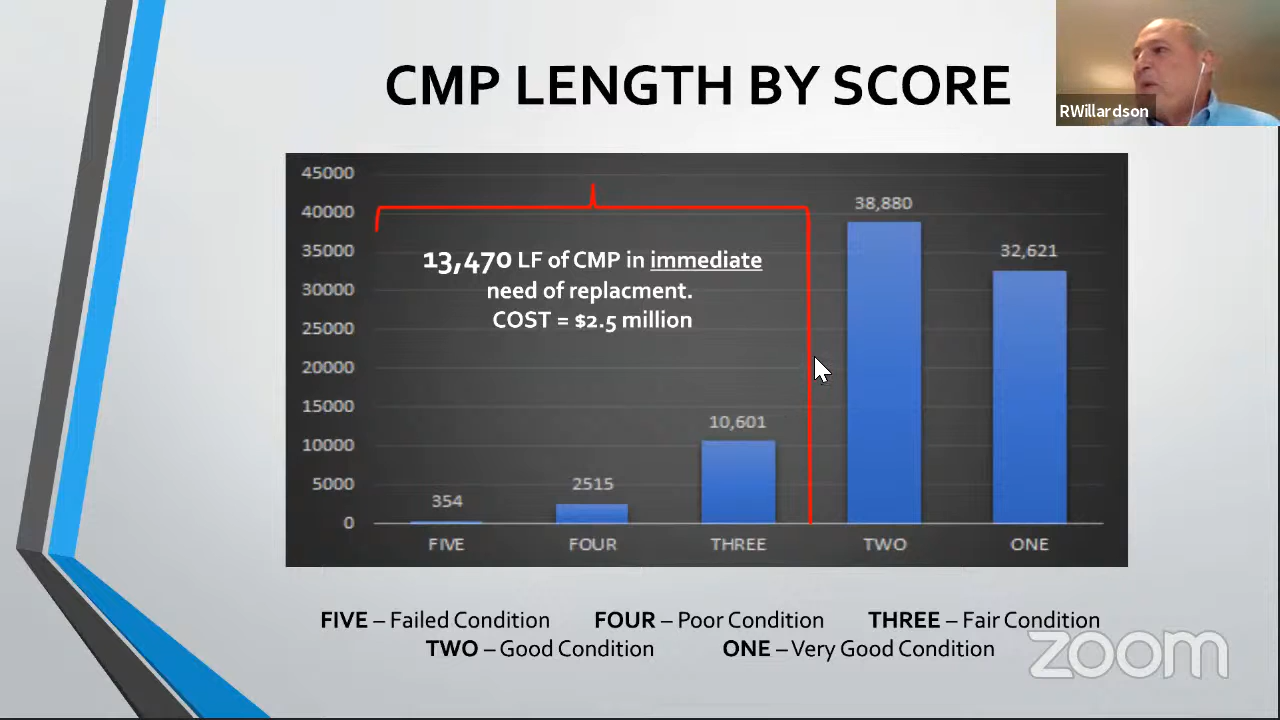 CMP LENGTH BY SCORE
RWillardson
45000
40000
35000
30000
25000
20000
15000
10000
5000
0
13,470 LF of CMP in immediate
need of replacment.
COST = $2.5 million
354
2515
10,601
38,880
32,621
FIVE FOUR THREE TWO ONE
FIVE – Failed Condition FOUR – Poor Condition THREE – Fair Condition
TWO – Good Condition ONE – Very Good Condition
zoom